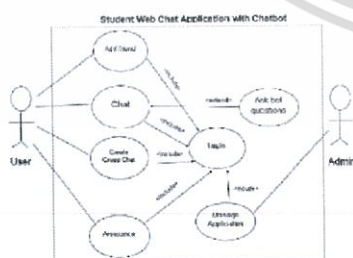 Student Web Chat Application with Chatbot
Add friend
<<include>>
Chat
<<extend>>
Ask bot
questions
<<include>>
Login
User
Create
Group Chat
<<include>>
Admin
<<include>>
<<include>>
Announce
Manage
Application